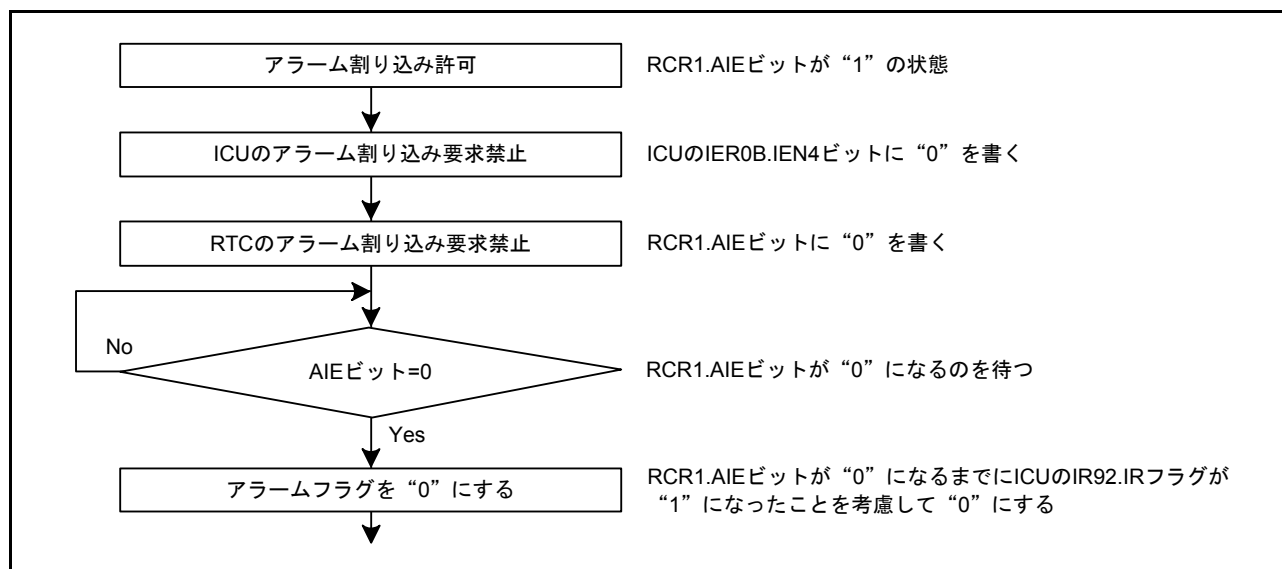 アラーム割り込み許可
RCR1.AIEビットが“1”の状態
ICUのアラーム割り込み要求禁止
ICUのIER0B.IEN4ビットに“0”を書く
RTCのアラーム割り込み要求禁止
RCR1.AIEビットに“0”を書く
No
AIEビット=0
RCR1.AIEビットが“0”になるのを待つ
Yes
アラームフラグを“0”にする
RCR1.AIEビットが“0”になるまでにICUのIR92.IRフラグが
“1”になったことを考慮して“0”にする